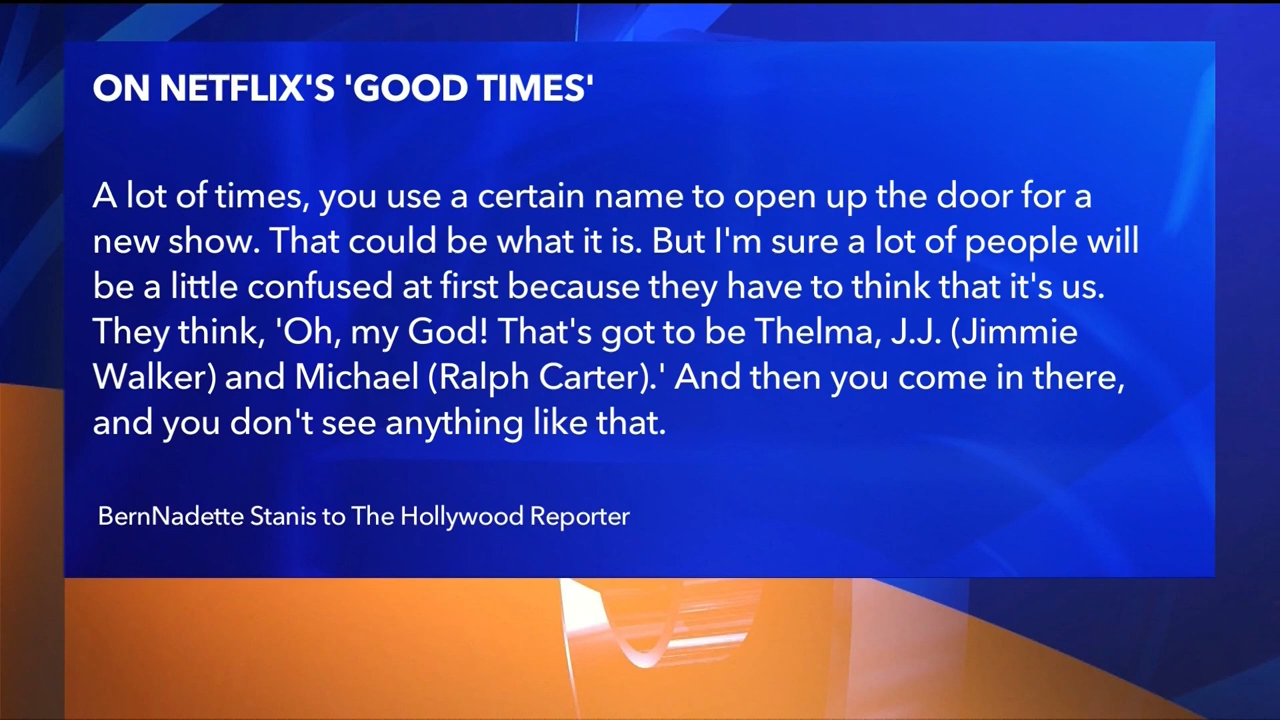 ON NETFLIX'S 'GOOD TIMES'
A lot of times, you use a certain name to open up the door for a
new show. That could be what it is. But I'm sure a lot of people will
be a little confused at first because they have to think that it's us.
They think, 'Oh, my God! That's got to be Thelma, J.J. (Jimmie
Walker) and Michael (Ralph Carter).' And then you come in there,
and you don't see anything like that.
BernNadette Stanis to The Hollywood Reporter